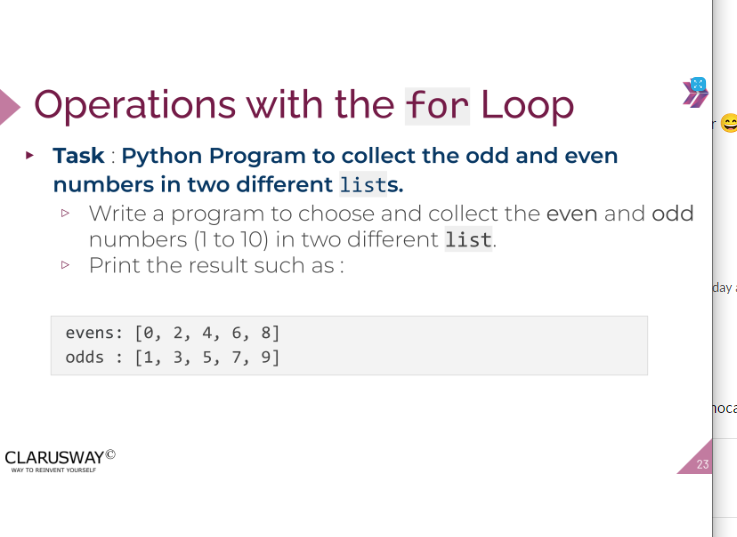 Operations with the for Loop
Task : Python Program to collect the odd and even
numbers in two different lists.
Write a program to choose and collect the even and odd
numbers (1 to 10) in two different list.
Print the result such as :
evens: [0, 2, 4, 6, 8]
odds : [1, 3, 5, 7, 9]
CLARUSWAY©
WAY TO REINVENT YOURSELF
23
r
day
noca